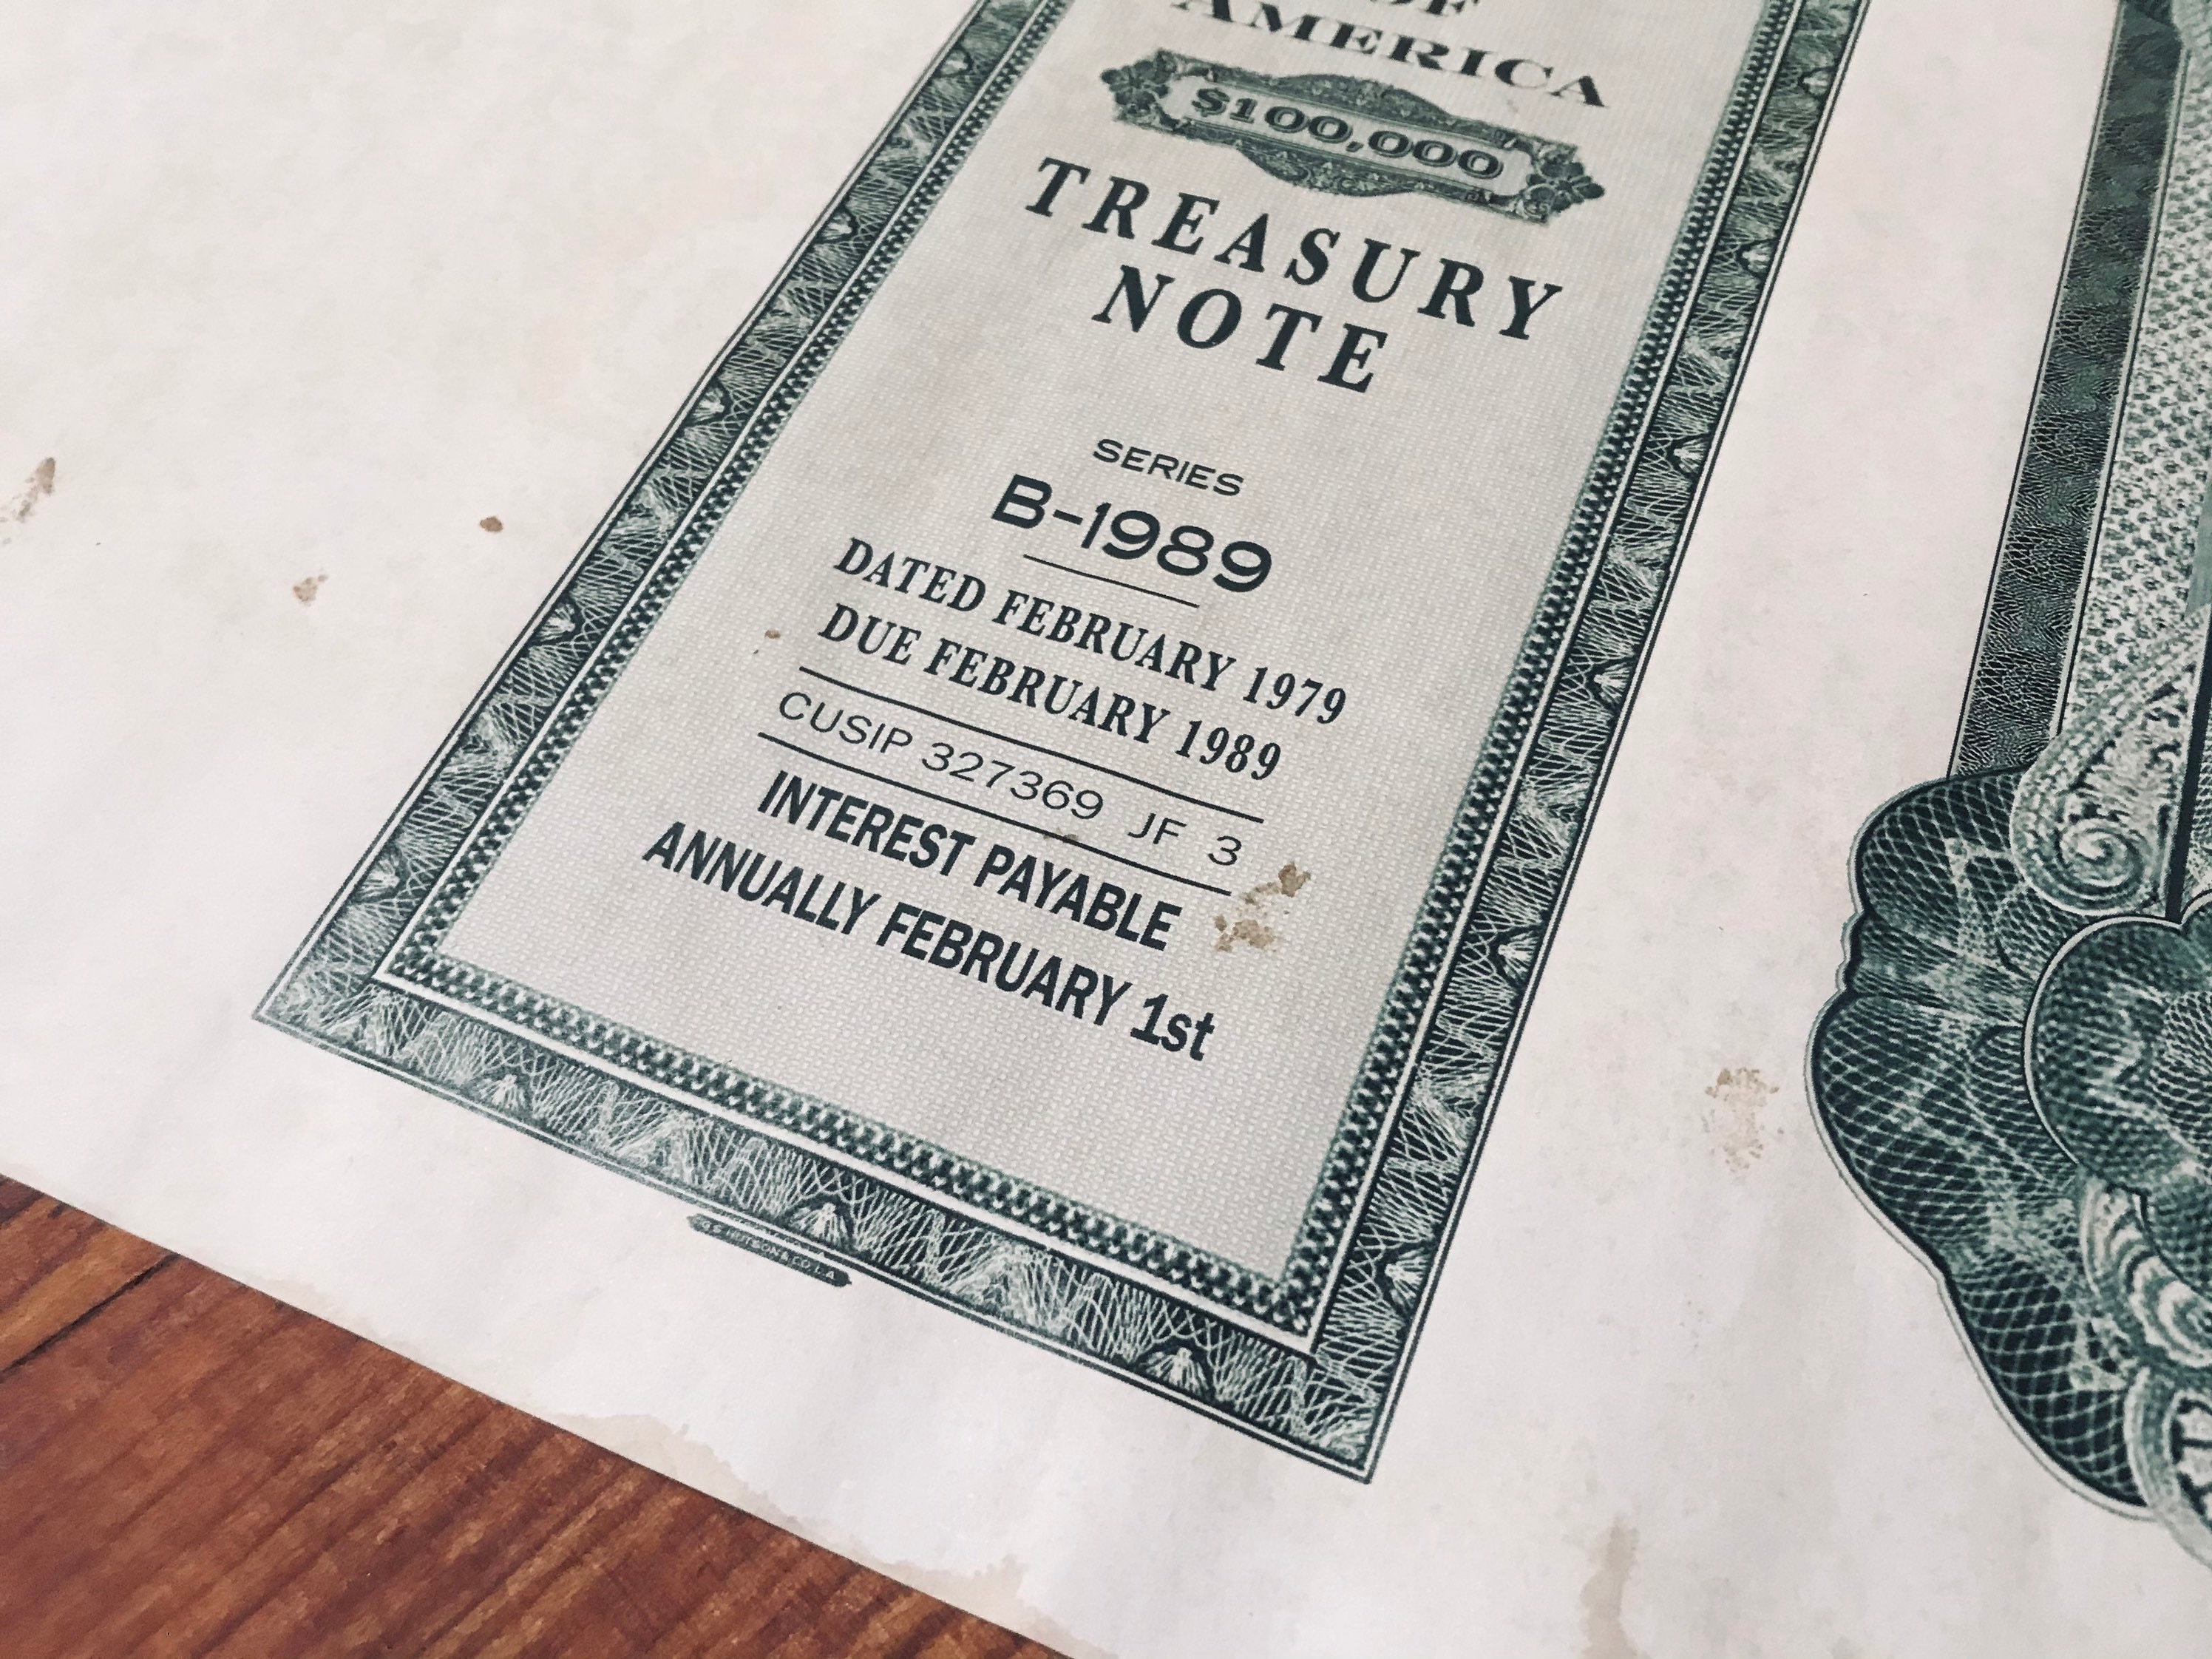 OF
AMERICA
$100,000
TREASURY
NOTE
SERIES
B-1989
DATED FEBRUARY 1979
DUE FEBRUARY 1989
CUSIP 327369 JF 3
INTEREST PAYABLE
ANNUALLY FEBRUARY 1st